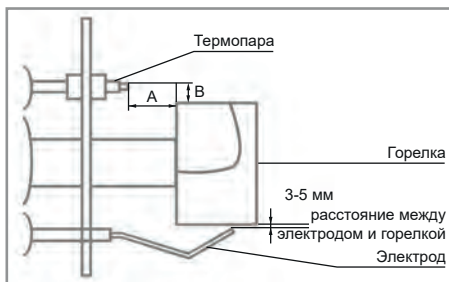 Термопара
A
B
Горелка
3-5 мм
расстояние между
электродом и горелкой
Электрод